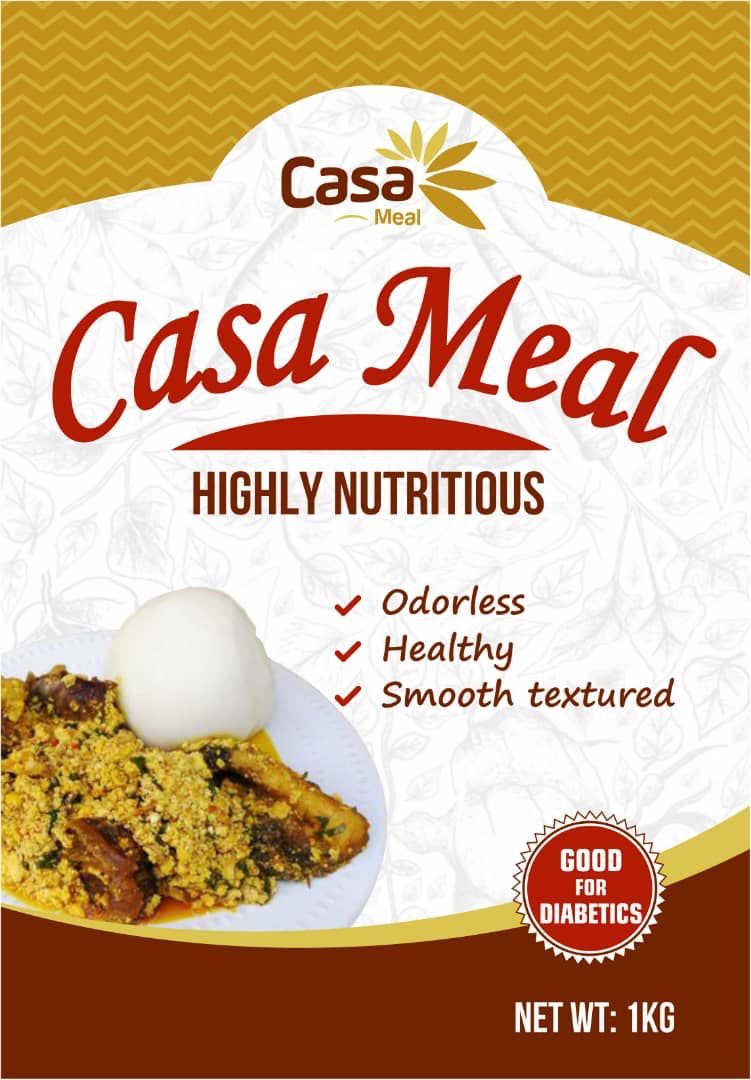 Casa
Meal
Casa Meal
HIGHLY NUTRITIOUS
Odorless
Healthy
Smooth textured
GOOD
FOR
DIABETICS
NET WT: 1KG